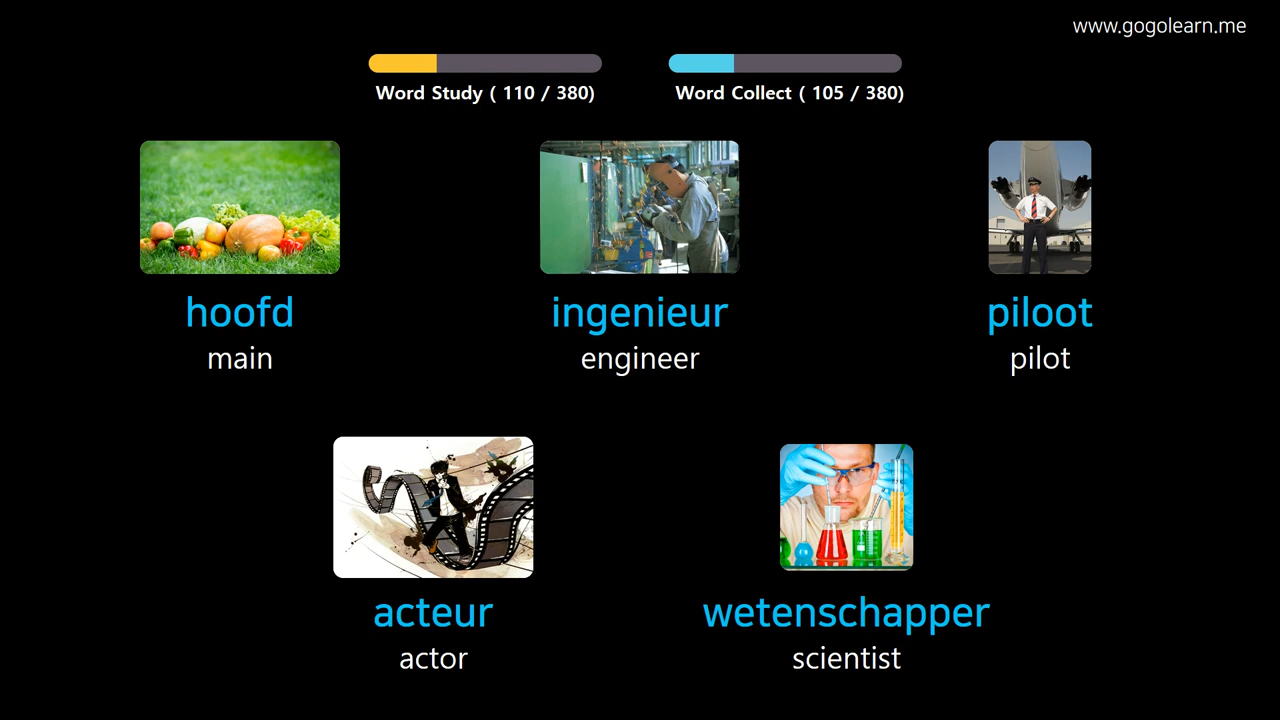 www.gogolearn.me
Word Study ( 110 / 380)
Word Collect ( 105 / 380)
hoofd
main
ingenieur
engineer
piloot
pilot
acteur
actor
wetenschapper
scientist